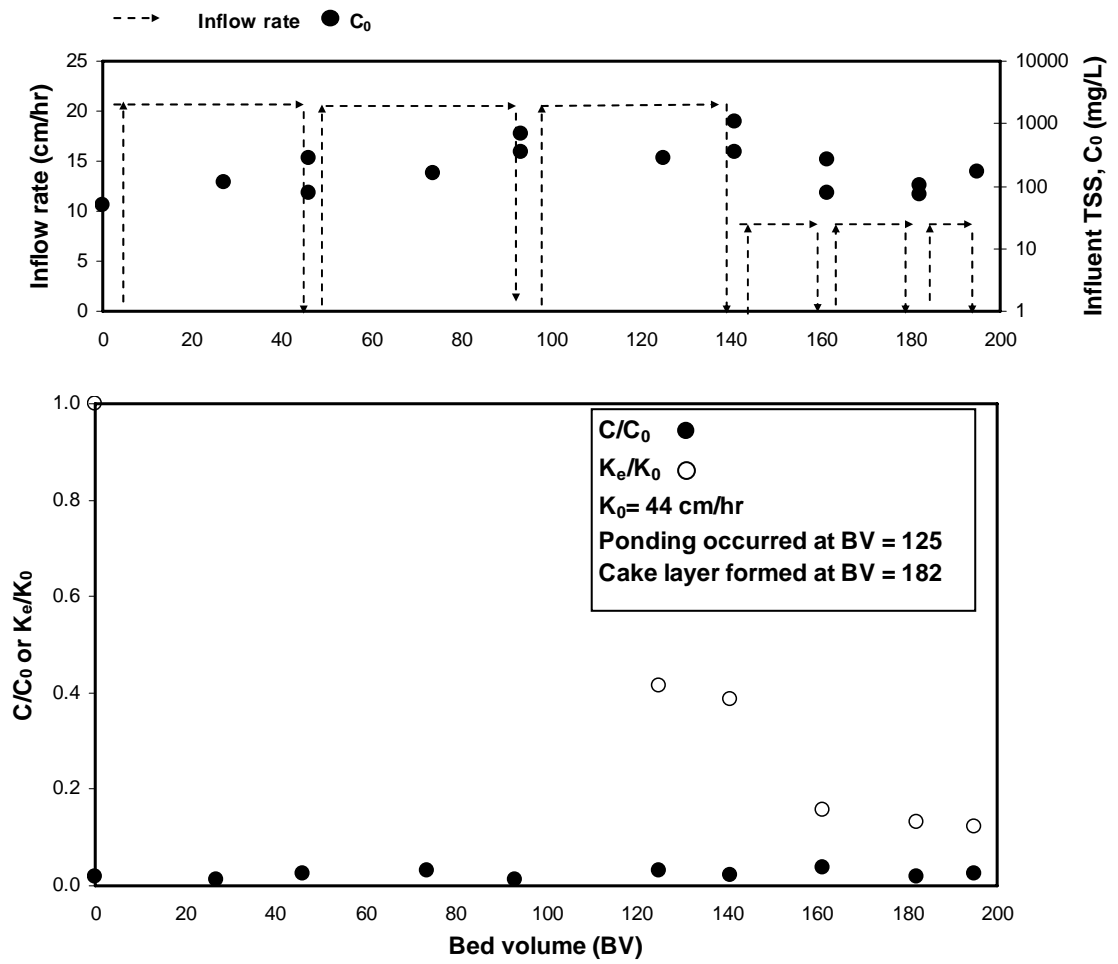 Inflow rate C₀
Inflow rate (cm/hr)
25
20
15
10
5
0
10000
1000
100
10
1
Influent TSS, C₀ (mg/L)
0 20 40 60 80 100 120 140 160 180 200
C/C₀ or Kₑ/K₀
1.0
0.8
0.6
0.4
0.2
0.0
C/C₀
Kₑ/K₀
K₀= 44 cm/hr
Ponding occurred at BV = 125
Cake layer formed at BV = 182
0 20 40 60 80 100 120 140 160 180 200
Bed volume (BV)